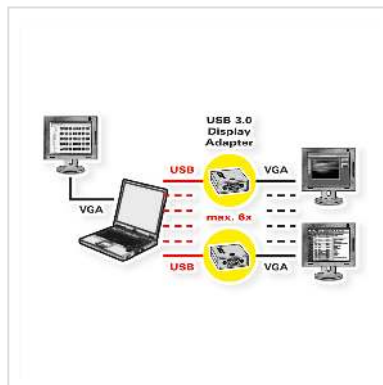 USB 3.0
Display
Adapter
USB
VGA
VGA
max. 6x
USB
VGA